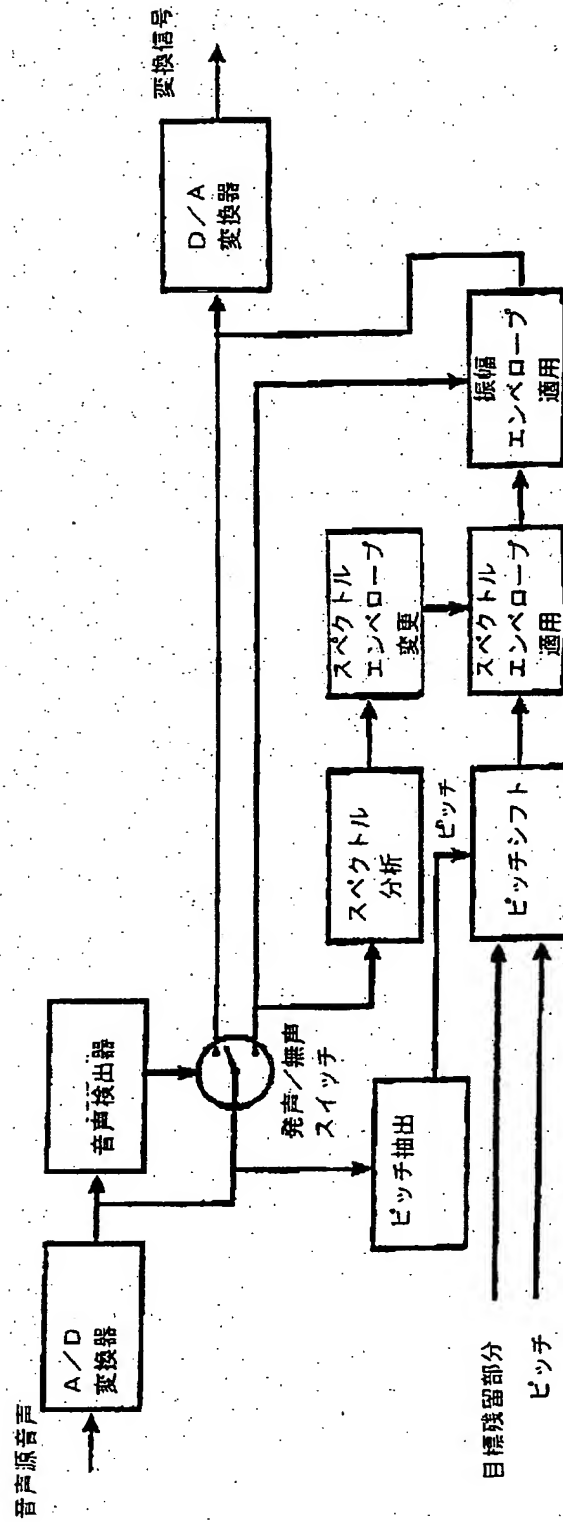 音声源音声
A/D
変換器
音声検出器
発声/無声
スイッチ
ピッチ抽出
スペクトル
分析
スペクトル
エンベロープ
変更
ピッチ
ピッチシフト
スペクトル
エンベロープ
適用
振幅
エンベロープ
適用
D/A
変換器
変換信号
目標残留部分
ピッチ